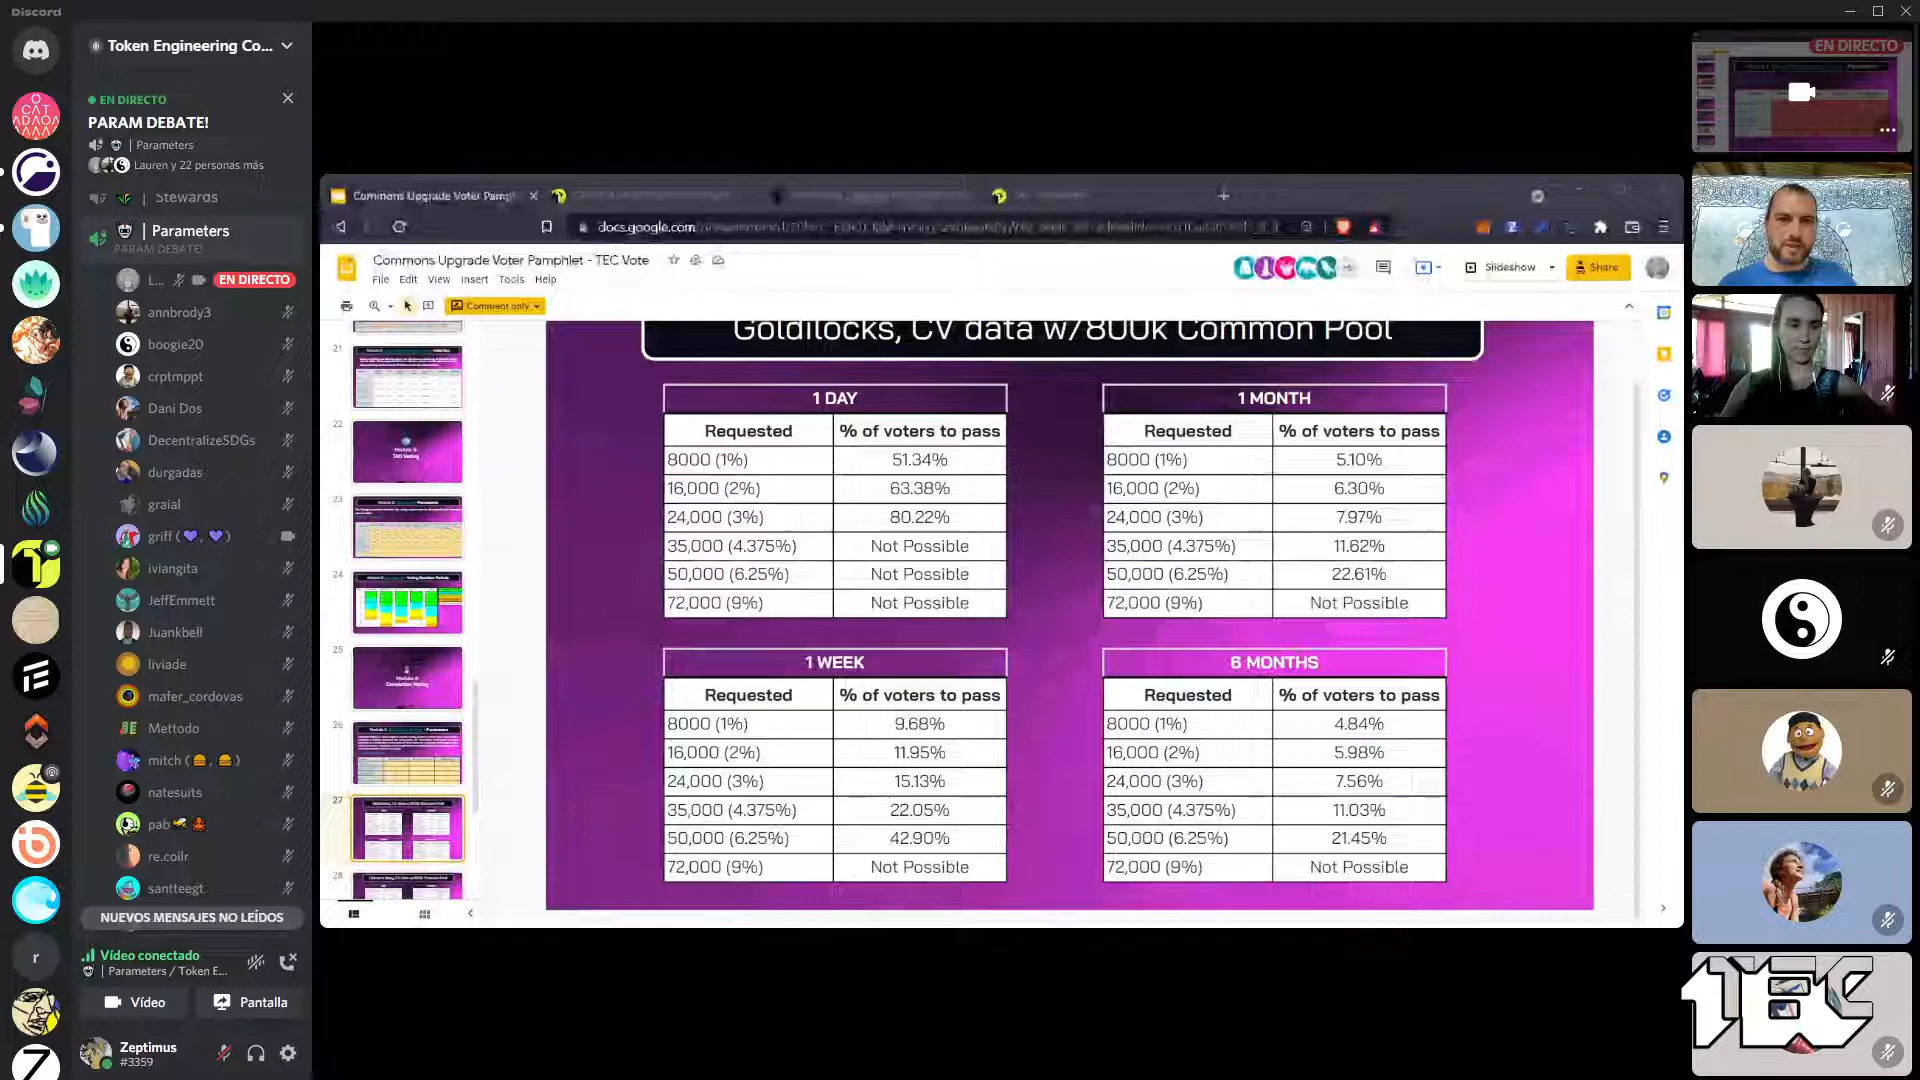 Discord
Token Engineering Co...
EN DIRECTO
PARAM DEBATE!
| Parameters
Lauren y 22 personas más
| Stewards
| Parameters
PARAM DEBATE!
L... EN DIRECTO
annbrody3
boogie20
crptmppt
Dani Dos
DecentralizeSDGs
durgadas
graial
griff (💜, 💜)
iviangita
JeffEmmett
Juankbell
liviade
mafer_cordovas
Mettodo
mitch (🍔, 🍔)
natesuits
pab 🐝 🐙
re.coilr
santteegt
NUEVOS MENSAJES NO LEÍDOS
Vídeo conectado
| Parameters / Token E...
Vídeo
Pantalla
Zeptimus
#3359
Commons Upgrade Voter Pamp
docs.google.com
Commons Upgrade Voter Pamphlet - TEC Vote
File Edit View Insert Tools Help
Slideshow
Share
Comment only
21
22
23
24
25
26
27
28
Goldilocks, CV data w/800k Common Pool
1 DAY
Requested % of voters to pass
8000 (1%) 51.34%
16,000 (2%) 63.38%
24,000 (3%) 80.22%
35,000 (4.375%) Not Possible
50,000 (6.25%) Not Possible
72,000 (9%) Not Possible
1 MONTH
Requested % of voters to pass
8000 (1%) 5.10%
16,000 (2%) 6.30%
24,000 (3%) 7.97%
35,000 (4.375%) 11.62%
50,000 (6.25%) 22.61%
72,000 (9%) Not Possible
1 WEEK
Requested % of voters to pass
8000 (1%) 9.68%
16,000 (2%) 11.95%
24,000 (3%) 15.13%
35,000 (4.375%) 22.05%
50,000 (6.25%) 42.90%
72,000 (9%) Not Possible
6 MONTHS
Requested % of voters to pass
8000 (1%) 4.84%
16,000 (2%) 5.98%
24,000 (3%) 7.56%
35,000 (4.375%) 11.03%
50,000 (6.25%) 21.45%
72,000 (9%) Not Possible
EN DIRECTO
TEC